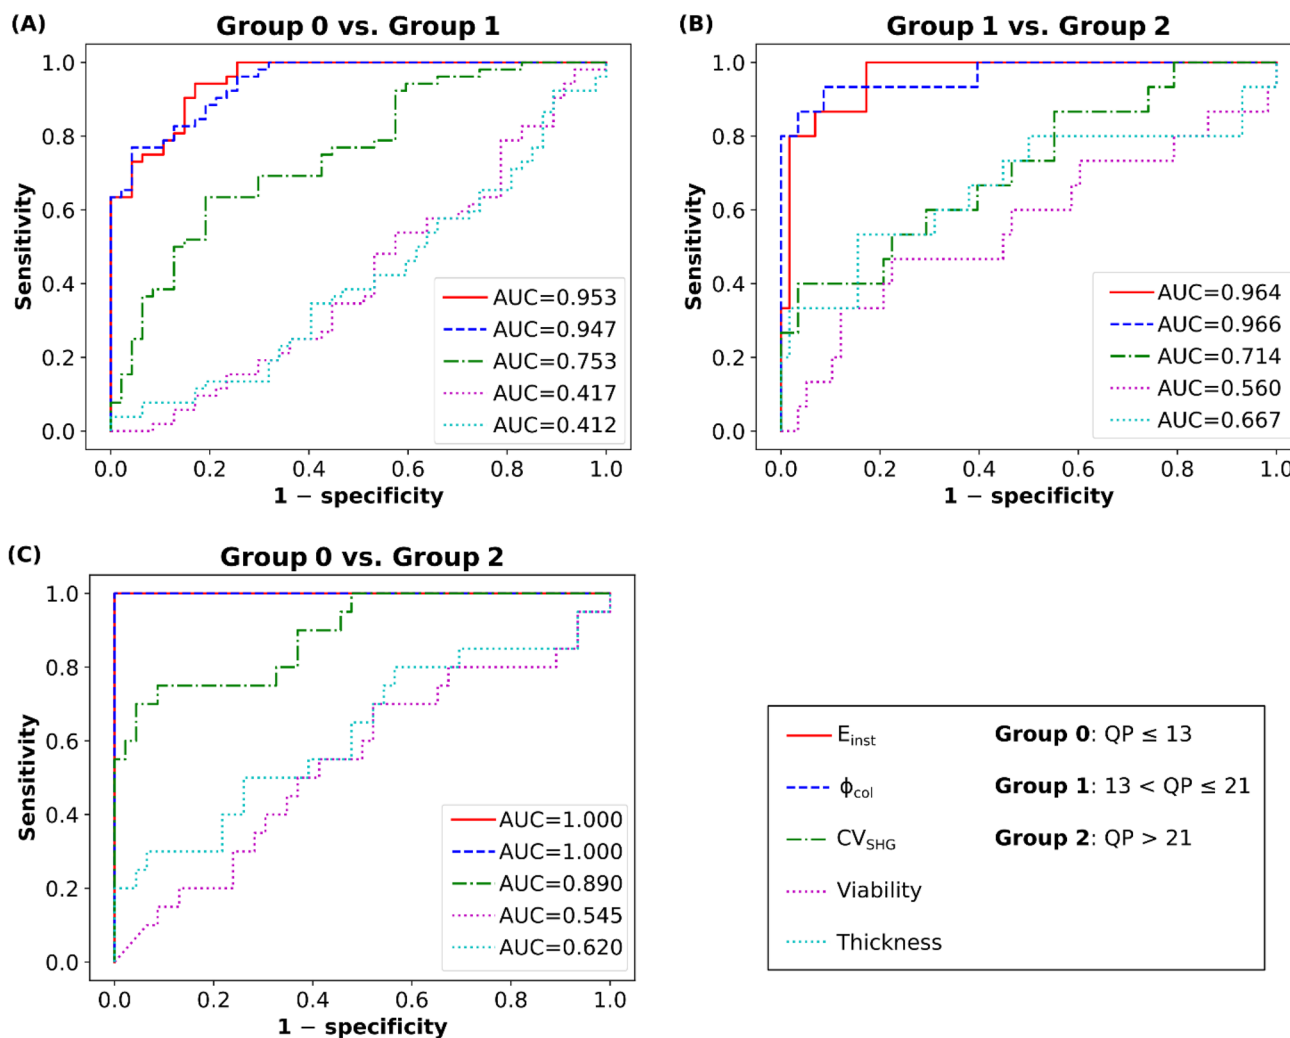 (A)
Group 0 vs. Group 1
1.0
0.8
0.6
0.4
0.2
0.0
Sensitivity
AUC=0.953
AUC=0.947
AUC=0.753
AUC=0.417
AUC=0.412
0.0 0.2 0.4 0.6 0.8 1.0
1 − specificity
(B)
Group 1 vs. Group 2
1.0
0.8
0.6
0.4
0.2
0.0
Sensitivity
AUC=0.964
AUC=0.966
AUC=0.714
AUC=0.560
AUC=0.667
0.0 0.2 0.4 0.6 0.8 1.0
1 − specificity
(C)
Group 0 vs. Group 2
1.0
0.8
0.6
0.4
0.2
0.0
Sensitivity
AUC=1.000
AUC=1.000
AUC=0.890
AUC=0.545
AUC=0.620
0.0 0.2 0.4 0.6 0.8 1.0
1 − specificity
E_inst Group 0: QP ≤ 13
ϕ_col Group 1: 13 < QP ≤ 21
CV_SHG Group 2: QP > 21
Viability
Thickness